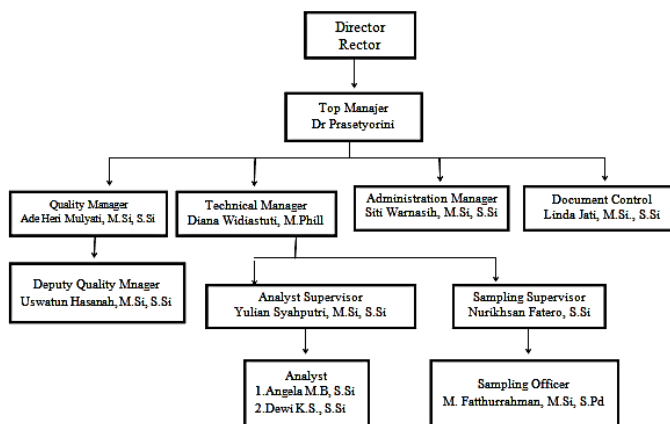 Director
Rector
Top Manajer
Dr Prasetyorini
Quality Manager
Ade Heri Mulyati, M.Si, S.Si
Technical Manager
Diana Widiastuti, M.Phill
Administration Manager
Siti Warnasih, M.Si, S.Si
Document Control
Linda Jati, M.Si., S.Si
Deputy Quality Mnager
Uswatun Hasanah, M.Si, S.Si
Analyst Supervisor
Yulian Syahputri, M.Si, S.Si
Sampling Supervisor
Nurikhsan Fatero, S.Si
Analyst
1.Angela M.B, S.Si
2.Dewi K.S., S.Si
Sampling Officer
M. Fatthurrahman, M.Si, S.Pd